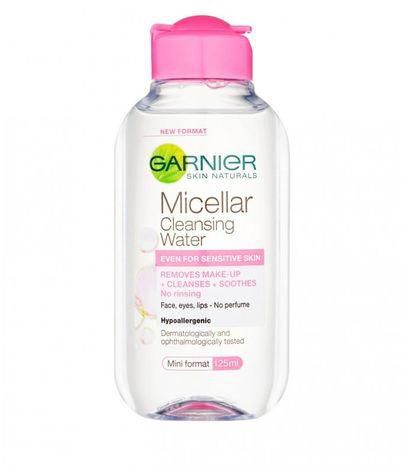 NEW FORMAT
GARNIER
SKIN NATURALS
Micellar
Cleansing
Water
EVEN FOR SENSITIVE SKIN
REMOVES MAKE-UP
+ CLEANSES + SOOTHES
No rinsing
Face, eyes, lips - No perfume
Hypoallergenic
Dermatologically and
ophthalmologically tested
Mini format 125ml